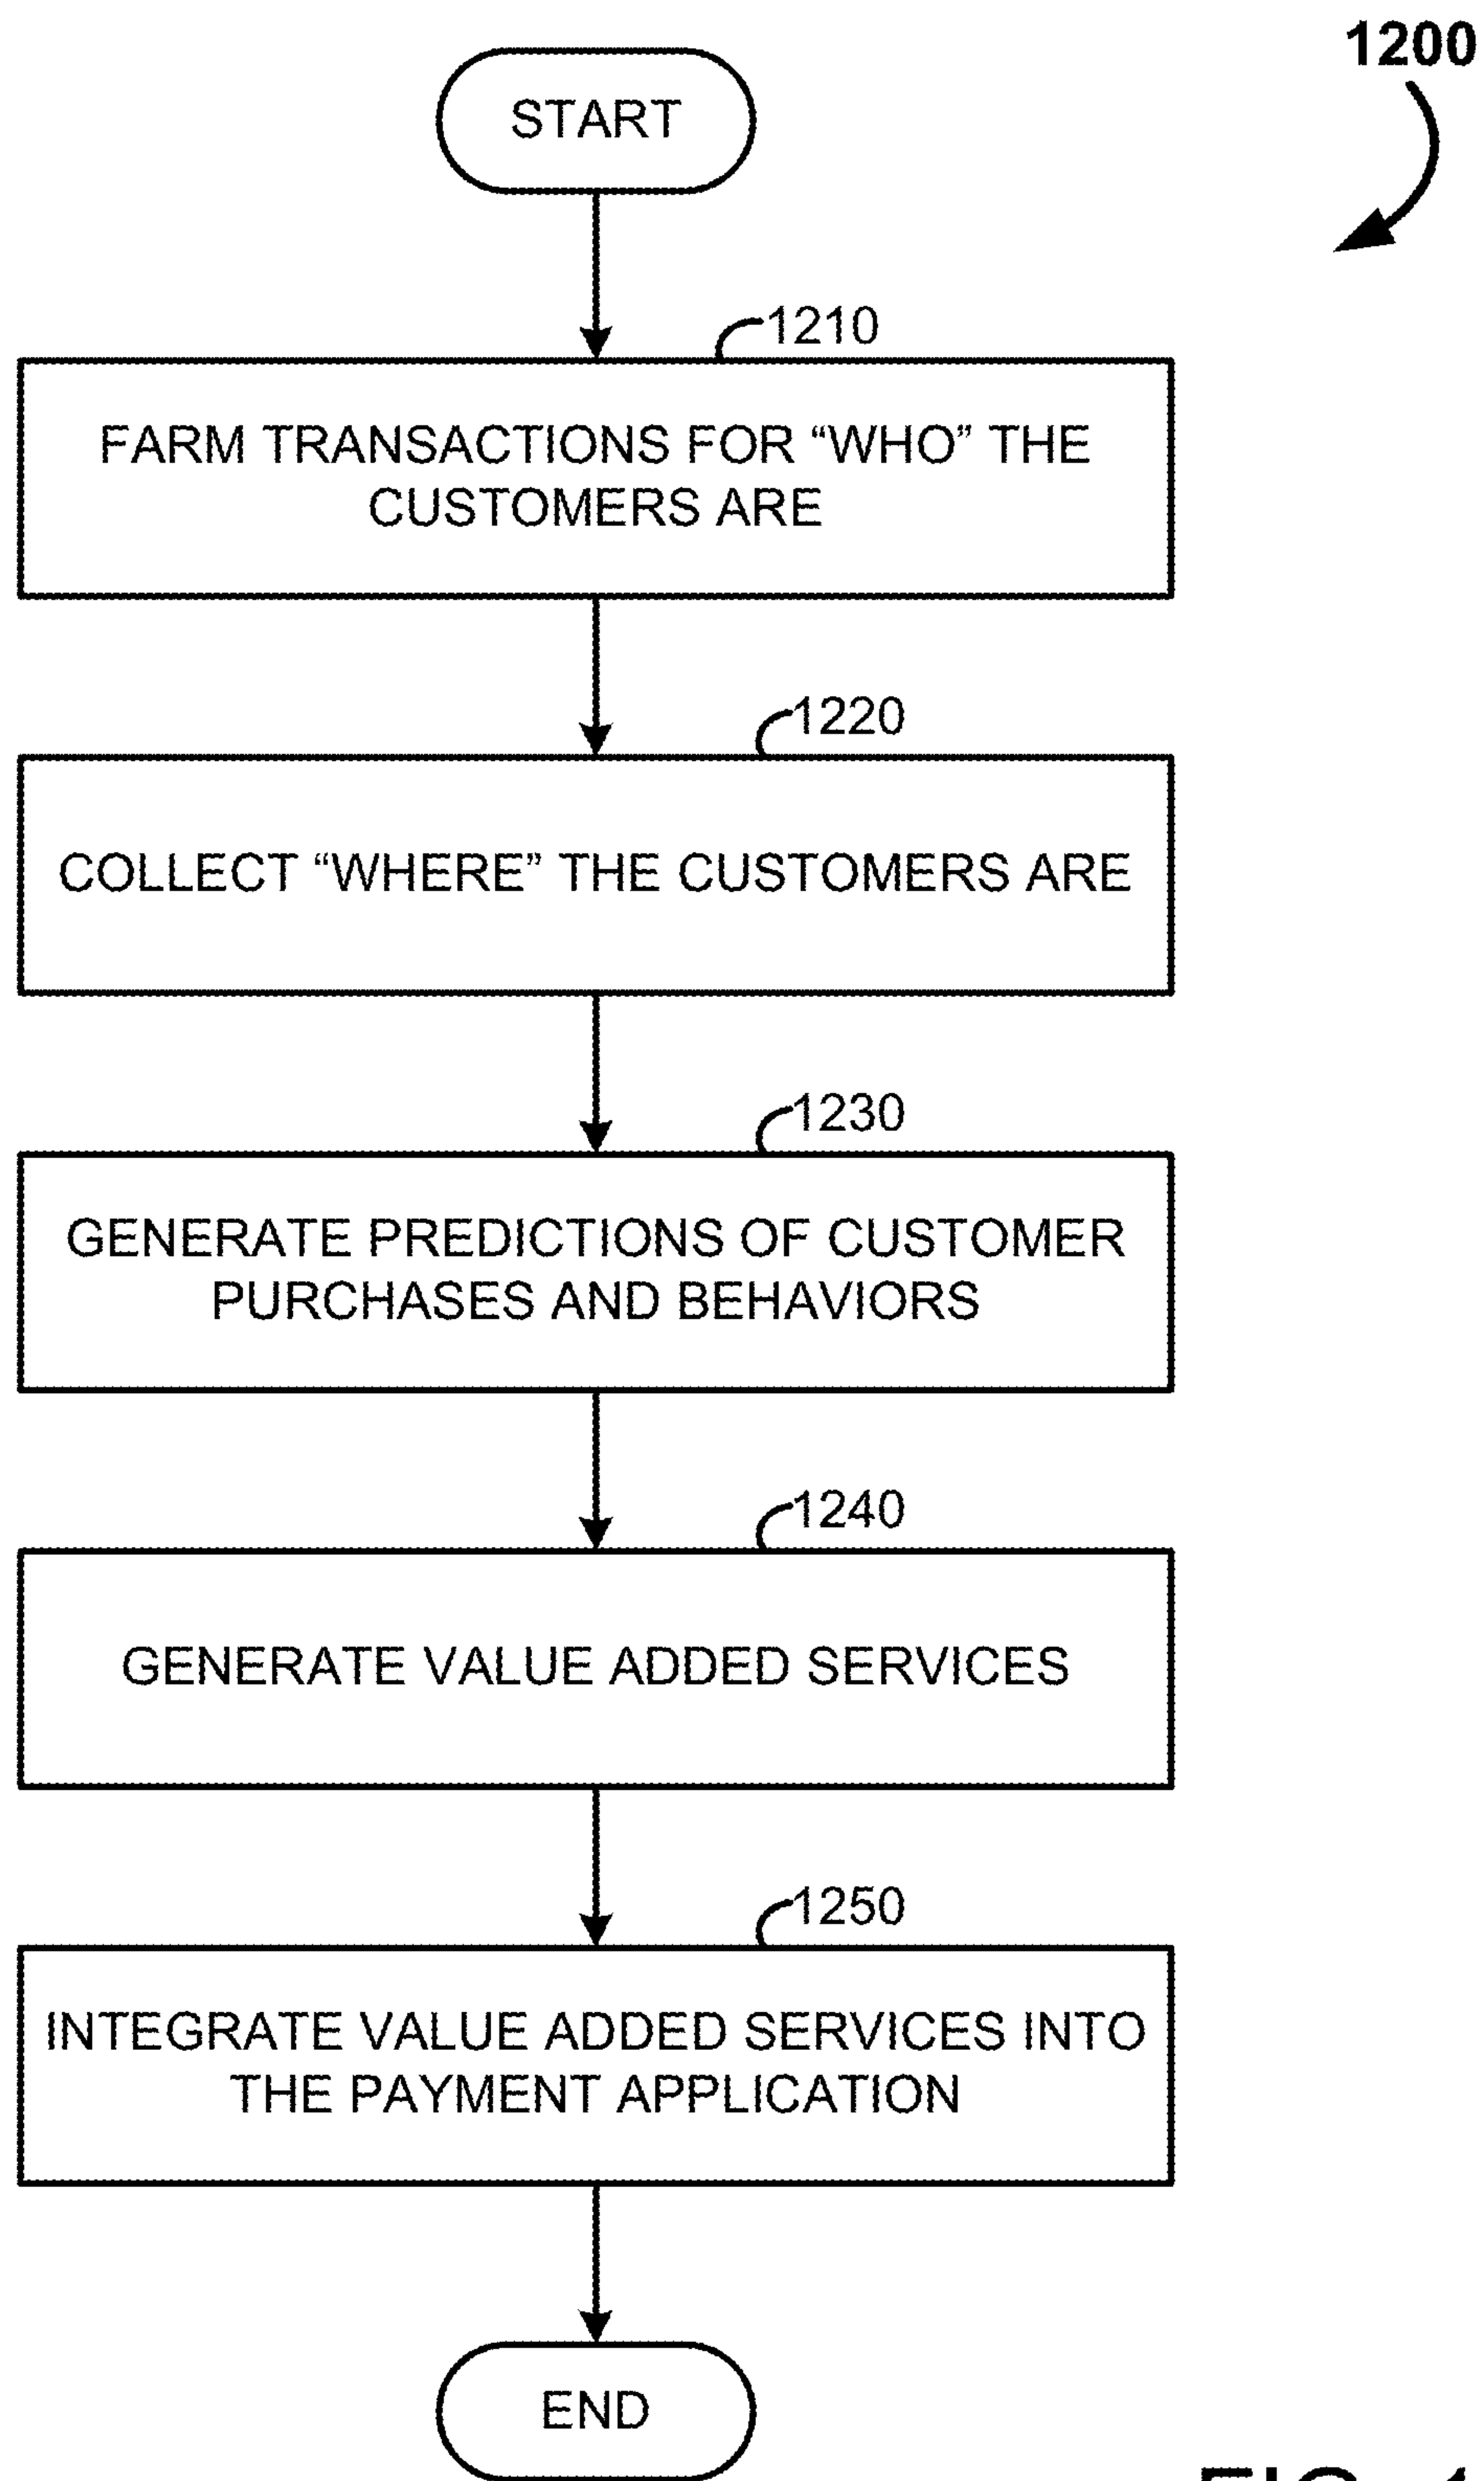 1200
START
1210
FARM TRANSACTIONS FOR “WHO” THE
CUSTOMERS ARE
1220
COLLECT “WHERE” THE CUSTOMERS ARE
1230
GENERATE PREDICTIONS OF CUSTOMER
PURCHASES AND BEHAVIORS
1240
GENERATE VALUE ADDED SERVICES
1250
INTEGRATE VALUE ADDED SERVICES INTO
THE PAYMENT APPLICATION
END